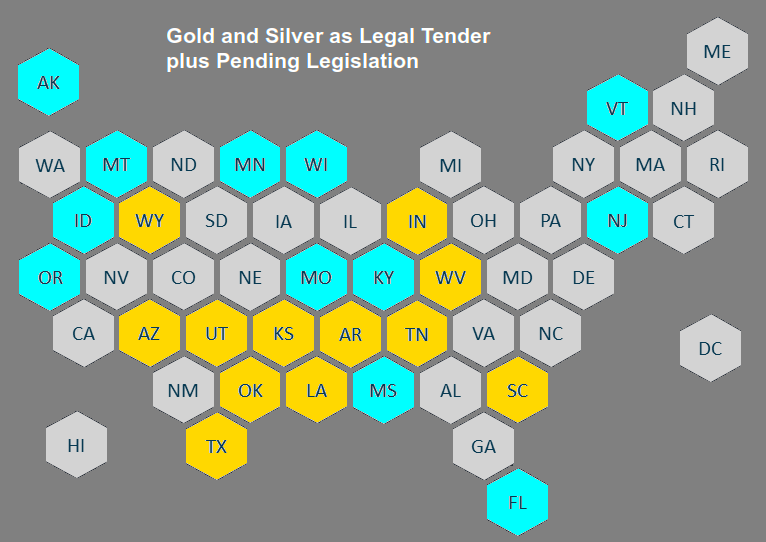 Gold and Silver as Legal Tender
plus Pending Legislation
ME
AK
VT NH
WA MT ND MN WI MI NY MA RI
ID WY SD IA IL IN OH PA NJ CT
OR NV CO NE MO KY WV MD DE
CA AZ UT KS AR TN VA NC DC
NM OK LA MS AL SC
HI TX GA
FL